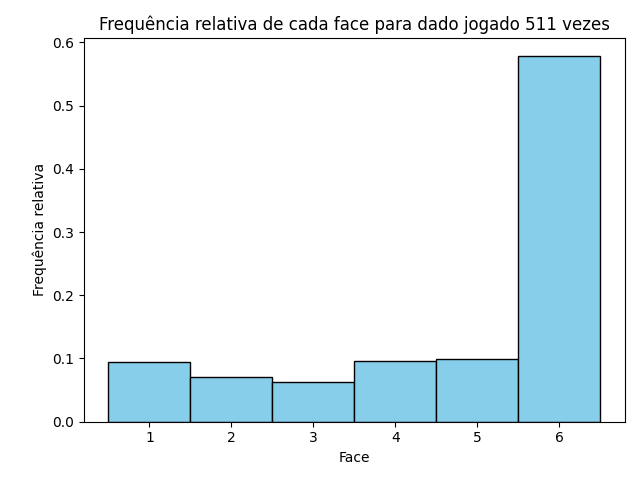 Frequência relativa de cada face para dado jogado 511 vezes
0.6
0.5
0.4
0.3
0.2
0.1
0.0
Frequência relativa
1 2 3 4 5 6
Face